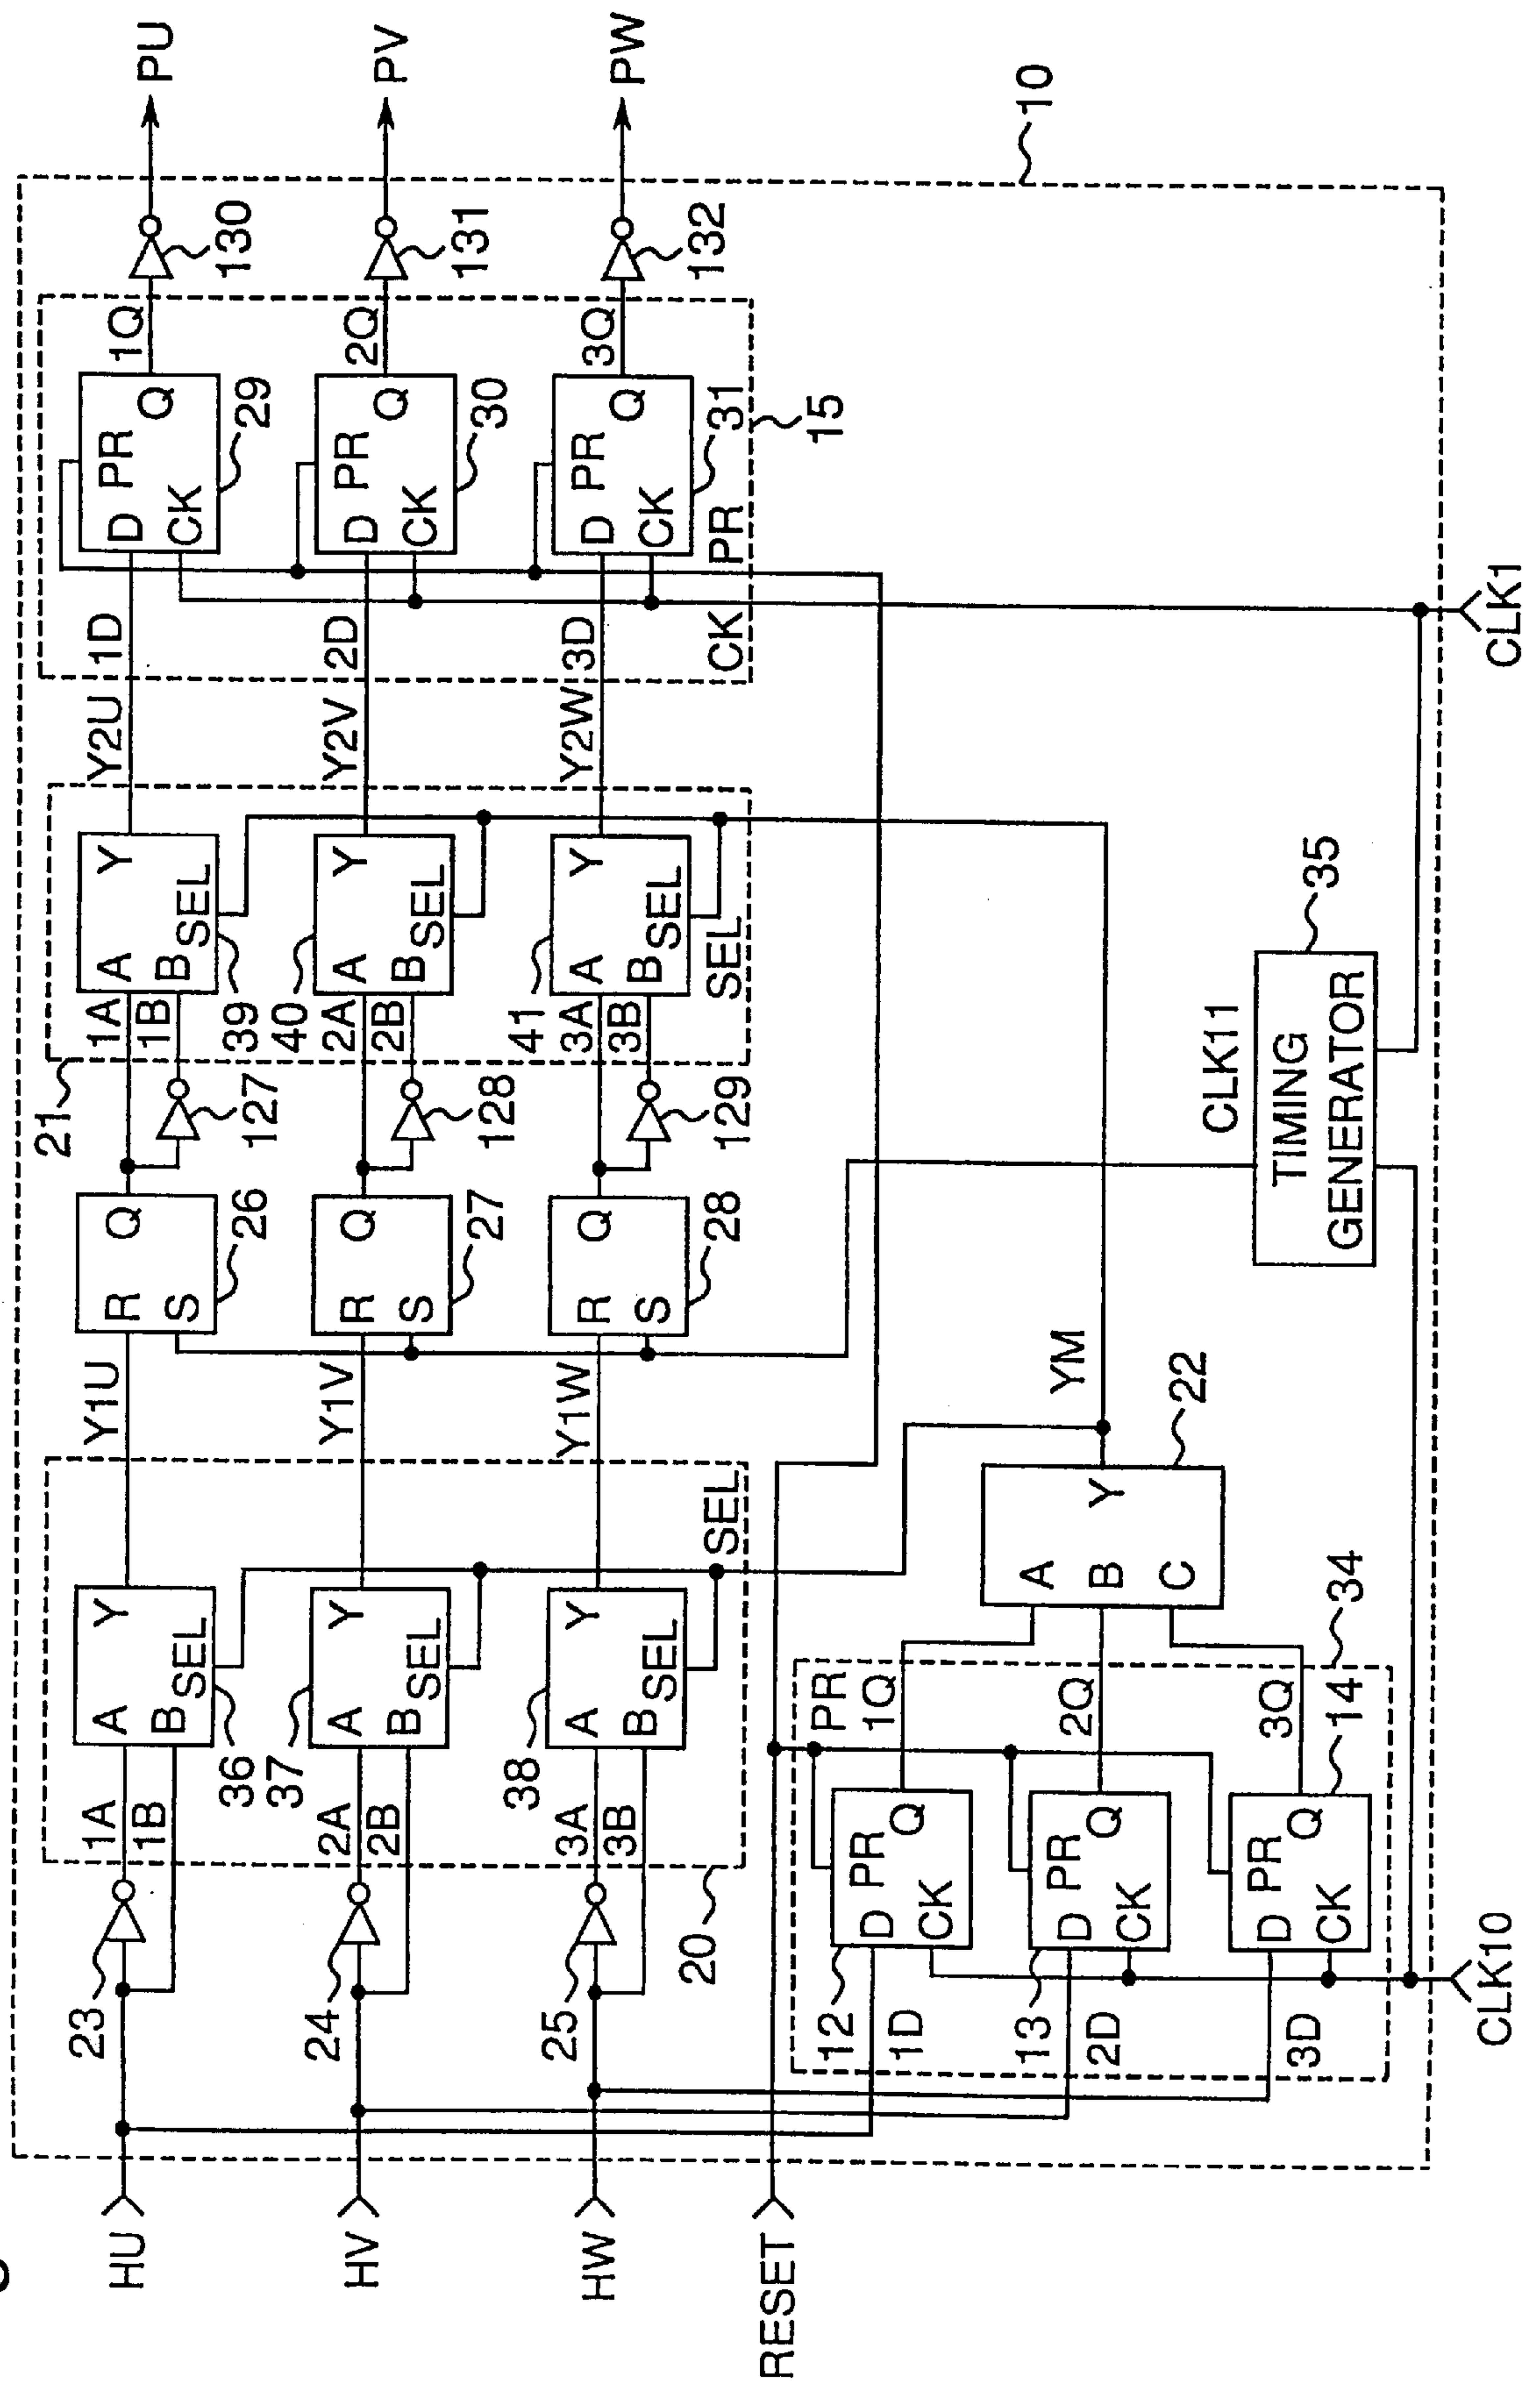 HU
HV
HW
RESET
23
24
25
1A
1B
2A
2B
3A
3B
20
A
B
SEL
Y
36
A
B
SEL
Y
37
A
B
SEL
Y
38
SEL
Y1U
Y1V
Y1W
R
S
Q
26
R
S
Q
27
R
S
Q
28
127
128
129
21
1A
1B
2A
2B
3A
3B
A
B
SEL
Y
39
A
B
SEL
Y
40
A
B
SEL
Y
41
SEL
Y2U
Y2V
Y2W
1D
2D
3D
CK
PR
D
PR
CK
Q
29
D
PR
CK
Q
30
D
PR
CK
Q
31
15
1Q
2Q
3Q
130
131
132
PU
PV
PW
10
12
1D
13
2D
3D
D
PR
CK
Q
D
PR
CK
Q
D
PR
CK
Q
14
PR
1Q
2Q
3Q
34
A
B
C
Y
22
YM
CLK11
TIMING
GENERATOR
35
CLK10
CLK1